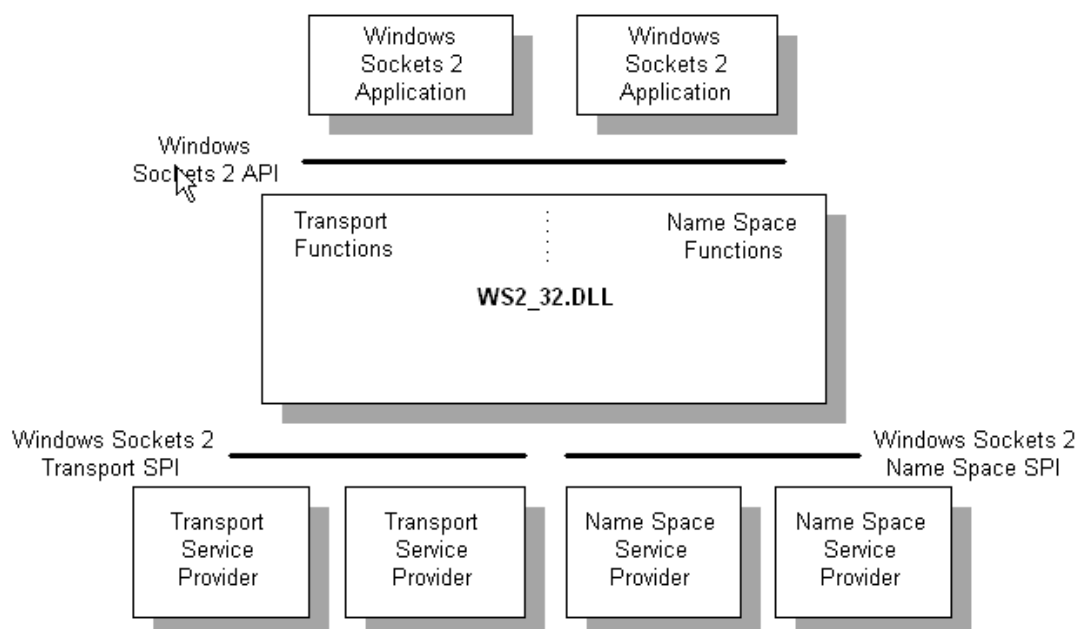 Windows
Sockets 2
Application
Windows
Sockets 2
Application
Windows
Sockets 2 API
Transport
Functions
Name Space
Functions
WS2_32.DLL
Windows Sockets 2
Transport SPI
Windows Sockets 2
Name Space SPI
Transport
Service
Provider
Transport
Service
Provider
Name Space
Service
Provider
Name Space
Service
Provider